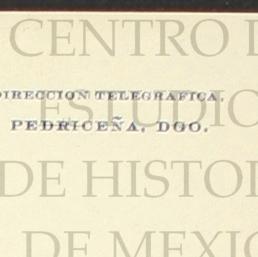 CENTRO D
DIRECCION TELEGRAFICA,
ESTUDIO
PEDRICEÑA, DGO.
DE HISTO
DE MEXIC